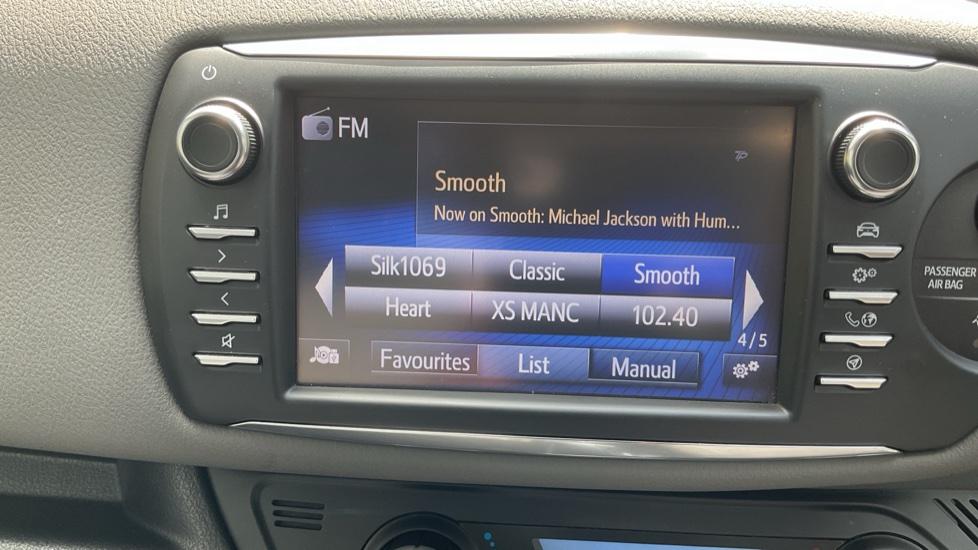 FM
TP
Smooth
Now on Smooth: Michael Jackson with Hum...
Silk1069 Classic Smooth
Heart XS MANC 102.40
4/5
Favourites List Manual
PASSENGER
AIR BAG